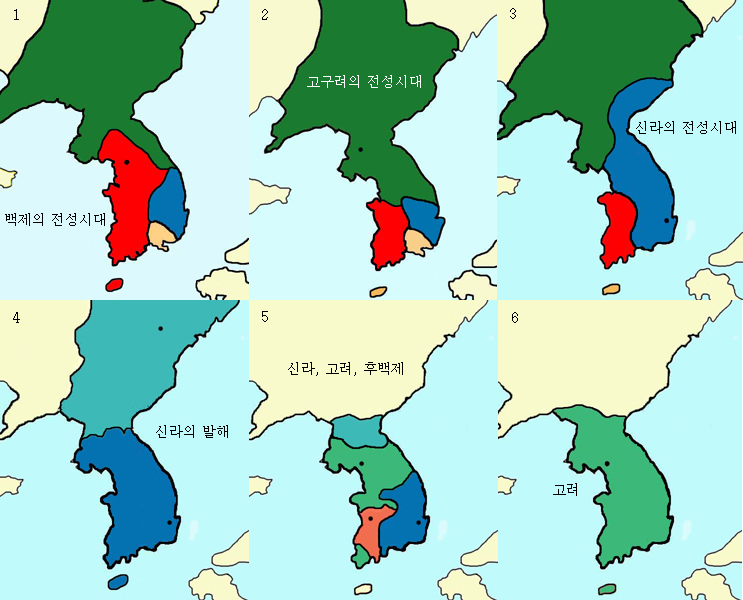 1
백제의 전성시대
2
고구려의 전성시대
3
신라의 전성시대
4
신라의 발해
5
신라, 고려, 후백제
6
고려